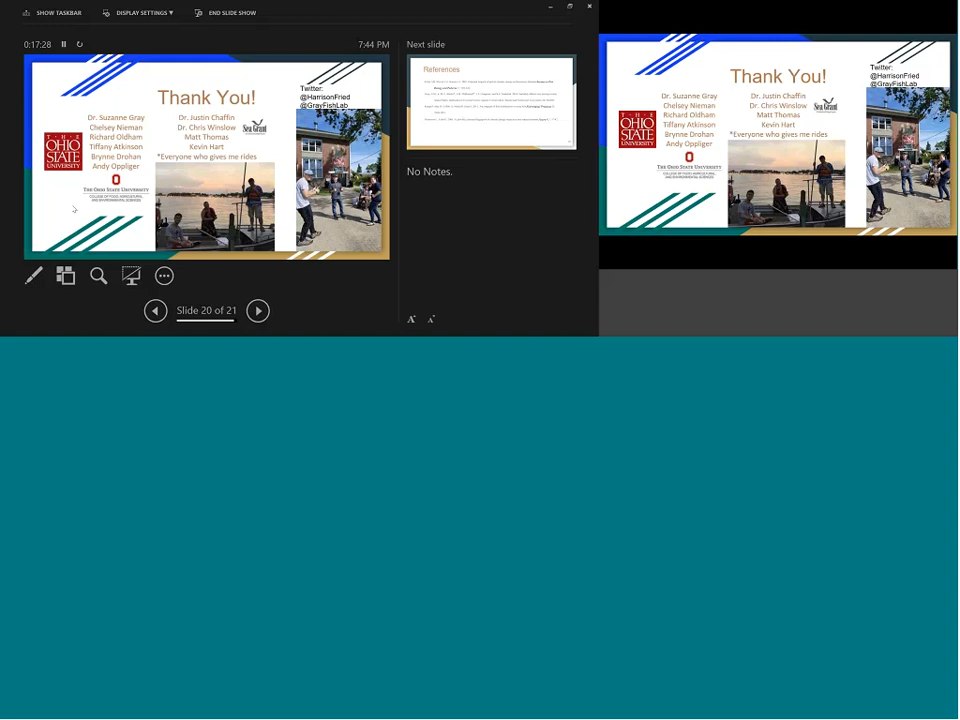 SHOW TASKBAR
DISPLAY SETTINGS ▼
END SLIDE SHOW
0:17:28
7:44 PM
Thank You!
Twitter:
@HarrisonFried
@GrayFishLab
Dr. Suzanne Gray
Chelsey Nieman
Richard Oldham
Tiffany Atkinson
Brynne Drohan
Andy Oppliger
Dr. Justin Chaffin
Dr. Chris Winslow
Matt Thomas
Kevin Hart
*Everyone who gives me rides
Sea Grant
T·H·E
OHIO
STATE
UNIVERSITY
THE OHIO STATE UNIVERSITY
COLLEGE OF FOOD, AGRICULTURAL,
AND ENVIRONMENTAL SCIENCES
Slide 20 of 21
Next slide
References
No Notes.
A
A
Thank You!
Twitter:
@HarrisonFried
@GrayFishLab
Dr. Suzanne Gray
Chelsey Nieman
Richard Oldham
Tiffany Atkinson
Brynne Drohan
Andy Oppliger
Dr. Justin Chaffin
Dr. Chris Winslow
Matt Thomas
Kevin Hart
*Everyone who gives me rides
Sea Grant
T·H·E
OHIO
STATE
UNIVERSITY
THE OHIO STATE UNIVERSITY
COLLEGE OF FOOD, AGRICULTURAL,
AND ENVIRONMENTAL SCIENCES